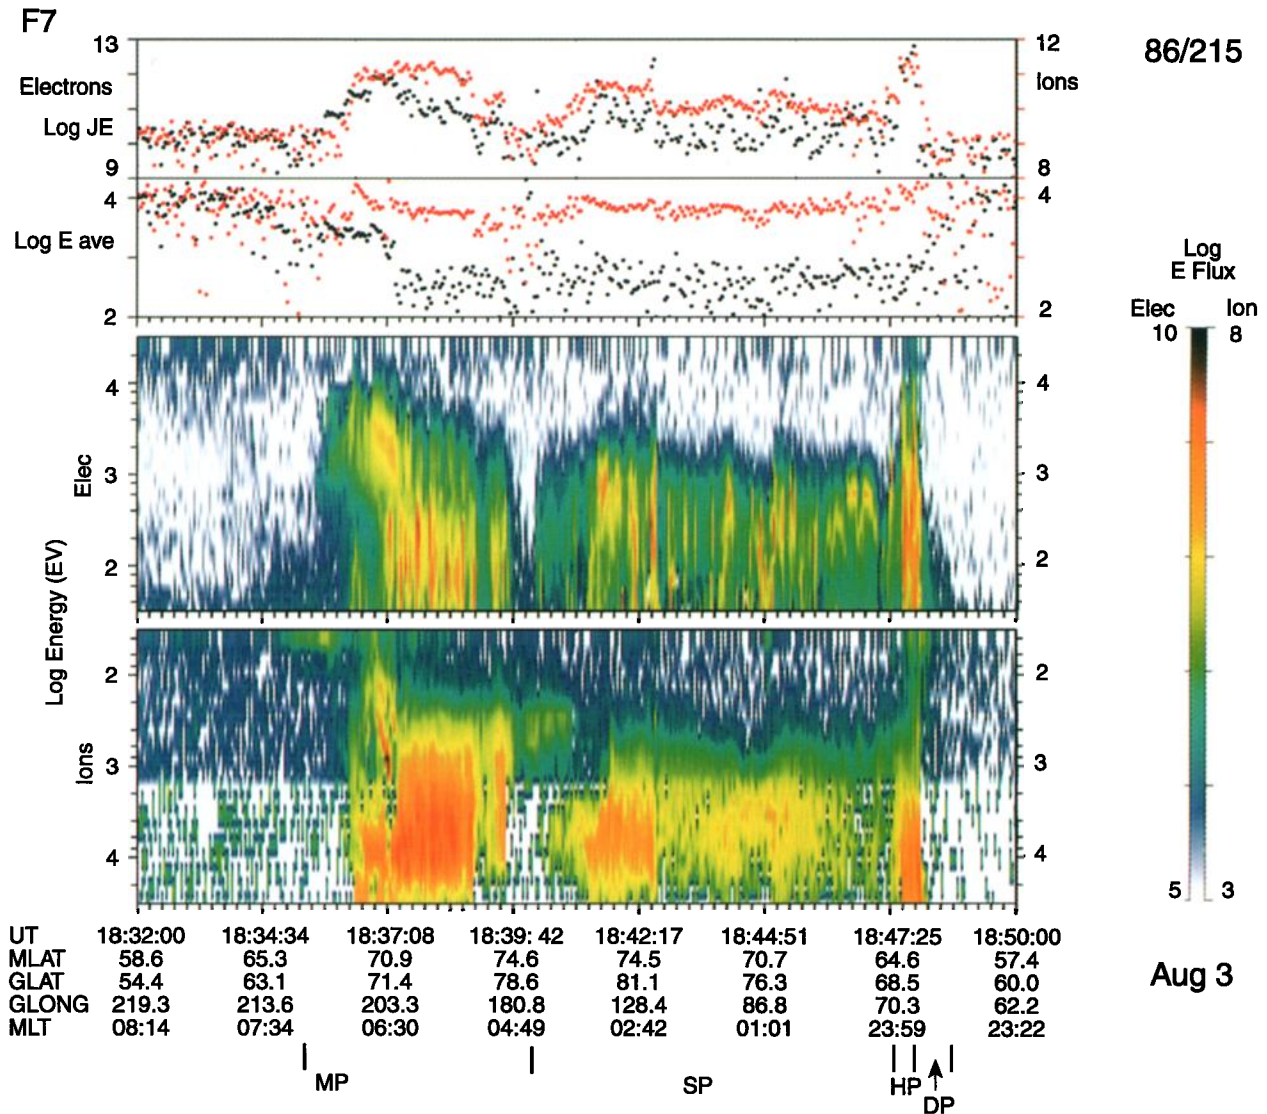 F7
86/215
13 12
Electrons Ions
Log JE
9 8
4 4
Log E ave
2 2
Log
E Flux
Elec Ion
10 8
4 4
Elec
3 3
2 2
Log Energy (EV)
2 2
Ions
3 3
4 4
5 3
UT 18:32:00 18:34:34 18:37:08 18:39: 42 18:42:17 18:44:51 18:47:25 18:50:00
MLAT 58.6 65.3 70.9 74.6 74.5 70.7 64.6 57.4
GLAT 54.4 63.1 71.4 78.6 81.1 76.3 68.5 60.0
GLONG 219.3 213.6 203.3 180.8 128.4 86.8 70.3 62.2
MLT 08:14 07:34 06:30 04:49 02:42 01:01 23:59 23:22
Aug 3
MP SP HP
DP